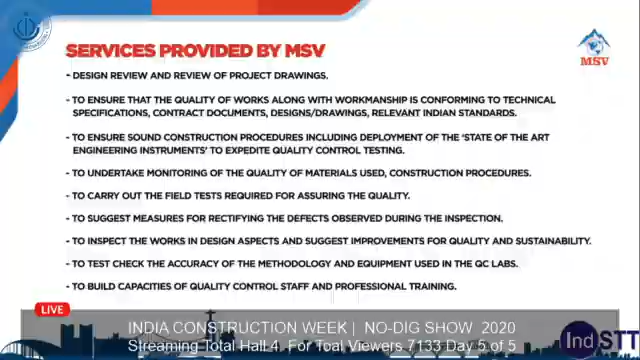 SERVICES PROVIDED BY MSV
MSV
- DESIGN REVIEW AND REVIEW OF PROJECT DRAWINGS.
- TO ENSURE THAT THE QUALITY OF WORKS ALONG WITH WORKMANSHIP IS CONFORMING TO TECHNICAL
SPECIFICATIONS, CONTRACT DOCUMENTS, DESIGNS/DRAWINGS, RELEVANT INDIAN STANDARDS.
- TO ENSURE SOUND CONSTRUCTION PROCEDURES INCLUDING DEPLOYMENT OF THE 'STATE OF THE ART
ENGINEERING INSTRUMENTS' TO EXPEDITE QUALITY CONTROL TESTING.
- TO UNDERTAKE MONITORING OF THE QUALITY OF MATERIALS USED, CONSTRUCTION PROCEDURES.
- TO CARRY OUT THE FIELD TESTS REQUIRED FOR ASSURING THE QUALITY.
- TO SUGGEST MEASURES FOR RECTIFYING THE DEFECTS OBSERVED DURING THE INSPECTION.
- TO INSPECT THE WORKS IN DESIGN ASPECTS AND SUGGEST IMPROVEMENTS FOR QUALITY AND SUSTAINABILITY.
- TO TEST CHECK THE ACCURACY OF THE METHODOLOGY AND EQUIPMENT USED IN THE QC LABS.
- TO BUILD CAPACITIES OF QUALITY CONTROL STAFF AND PROFESSIONAL TRAINING.
LIVE
INDIA CONSTRUCTION WEEK | NO-DIG SHOW 2020
Streaming Total Hall 4, For Toal Viewers 7133 Day 5 of 5
IndSTT